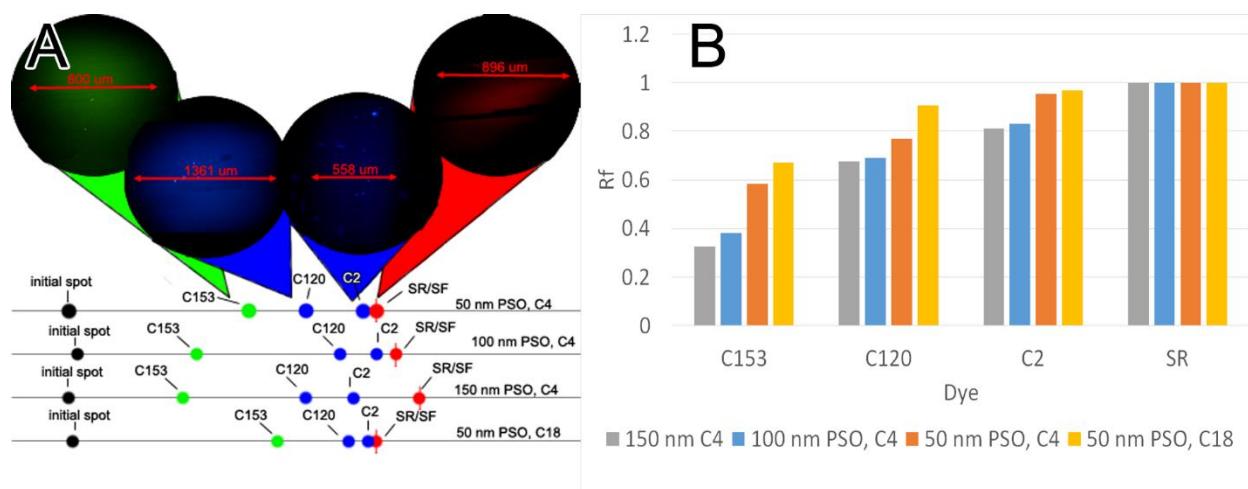 A
800 um
896 um
1361 um
558 um
initial spot
C153
C120
C2
SR/SF
50 nm PSO, C4
initial spot
C153
C120
C2
SR/SF
100 nm PSO, C4
initial spot
C153
C120
C2
SR/SF
150 nm PSO, C4
initial spot
C153
C120
C2
SR/SF
50 nm PSO, C18
B
1.2
1
0.8
0.6
0.4
0.2
0
Rf
C153 C120 C2 SR
Dye
150 nm C4 100 nm PSO, C4 50 nm PSO, C4 50 nm PSO, C18